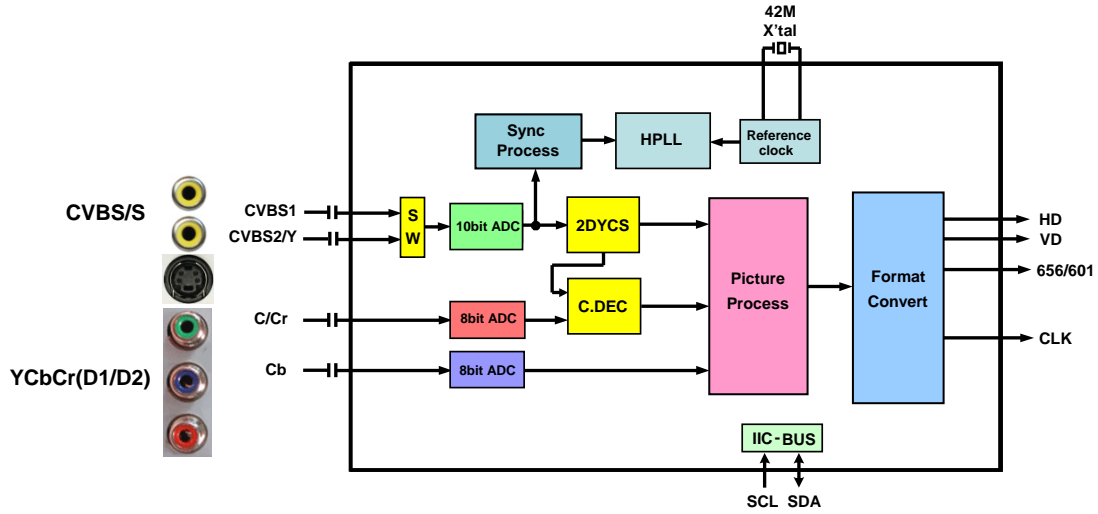 42M
X'tal
Sync
Process
HPLL
Reference
clock
CVBS/S
CVBS1
CVBS2/Y
S
W
10bit ADC
2DYCS
HD
VD
656/601
Picture
Process
Format
Convert
C.DEC
C/Cr
8bit ADC
CLK
YCbCr(D1/D2)
Cb
8bit ADC
IIC-BUS
SCL
SDA